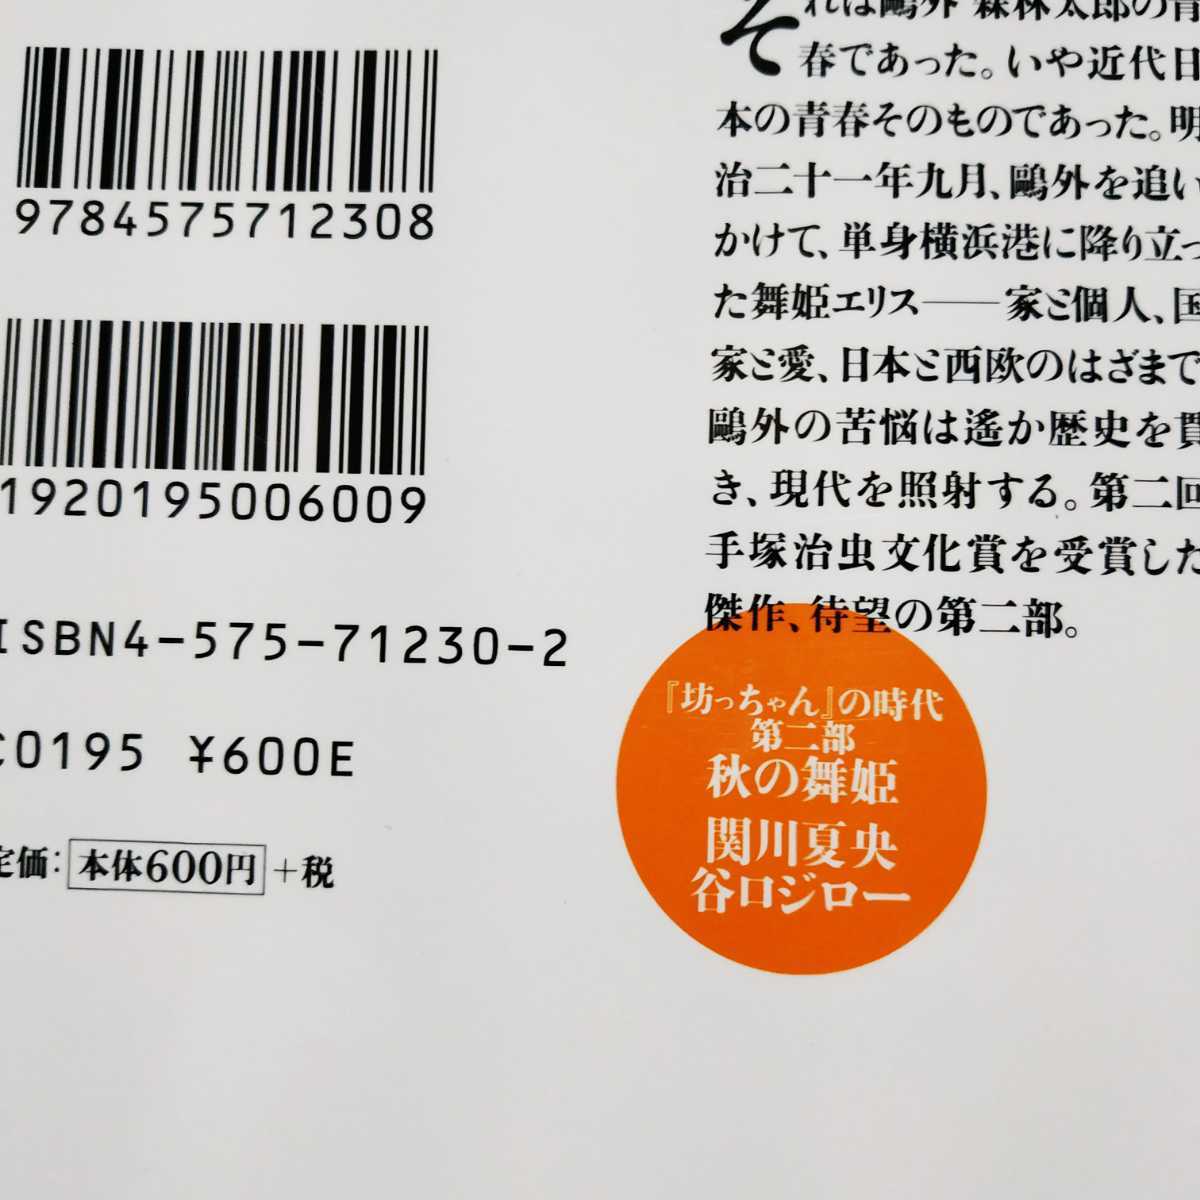 9784575712308
1920195006009
ISBN4-575-71230-2
C0195 ¥600E
定価：本体600円+税
それは鷗外 森林太郎の青
春であった。いや近代日
本の青春そのものであった。明
治二十一年九月、鷗外を追い
かけて、単身横浜港に降り立っ
た舞姫エリス――家と個人、国
家と愛、日本と西欧のはざまで
鷗外の苦悩は遙か歴史を貫
き、現代を照射する。第二回
手塚治虫文化賞を受賞した
傑作、待望の第二部。
『坊っちゃん』の時代
第二部
秋の舞姫
関川夏央
谷口ジロー